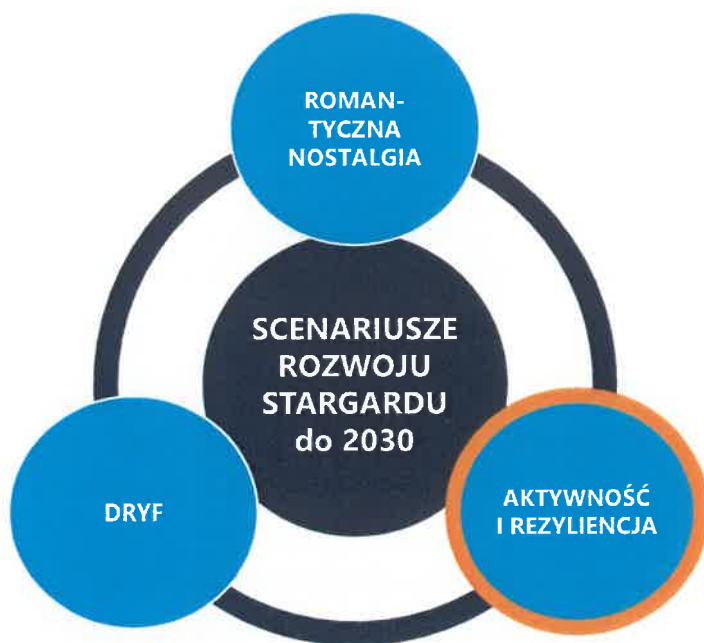 ROMAN-
TYCZNA
NOSTALGIA
SCENARIUSZE
ROZWOJU
STARGARDU
do 2030
DRYF
AKTYWNOŚĆ
I REZYLIENCJA